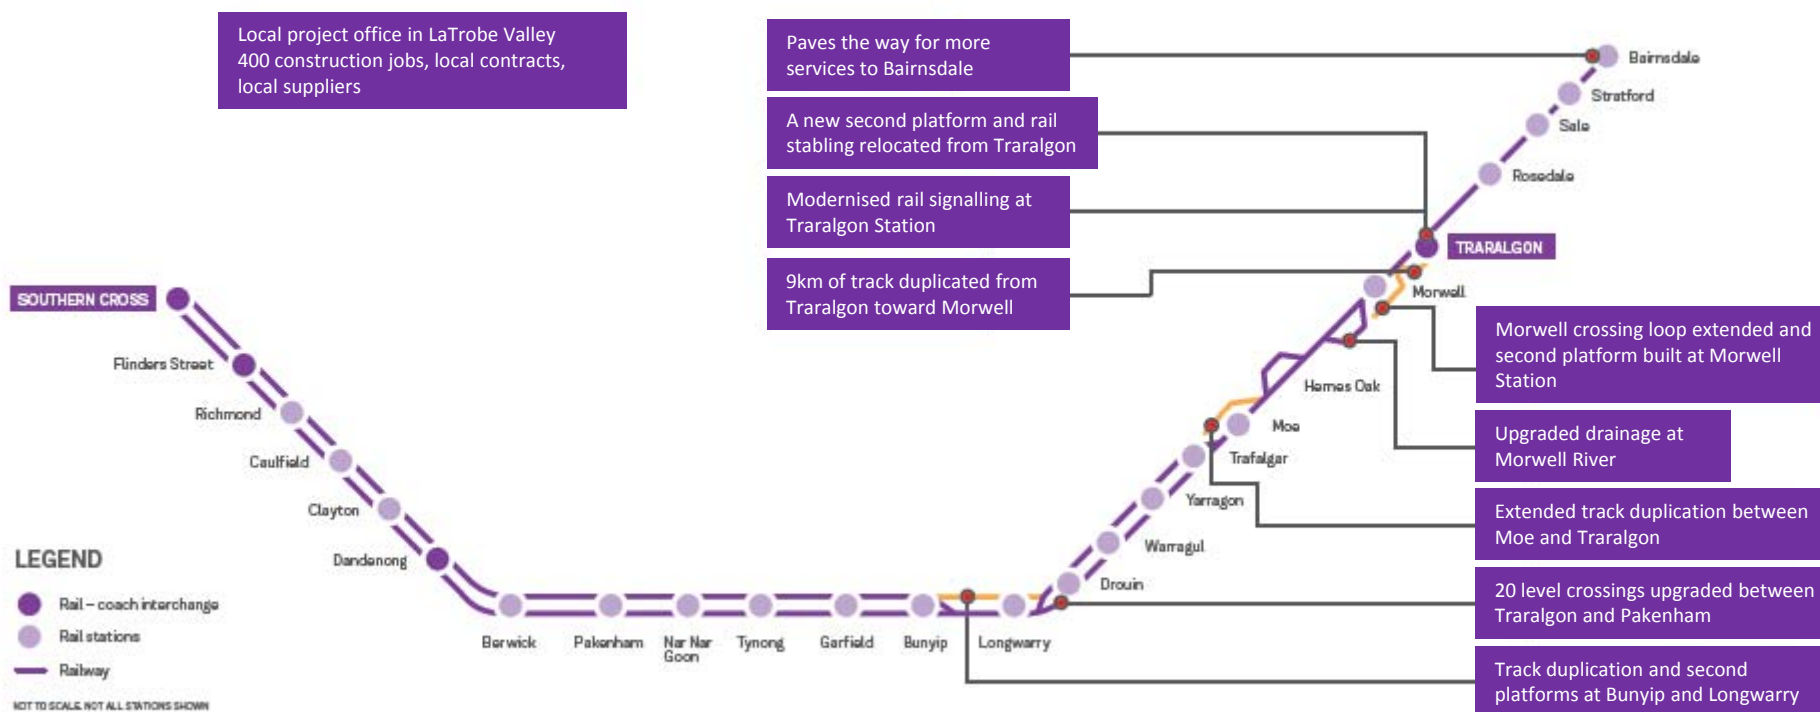 Local project office in LaTrobe Valley
400 construction jobs, local contracts,
local suppliers
Paves the way for more
services to Bairnsdale
A new second platform and rail
stabling relocated from Traralgon
Modernised rail signalling at
Traralgon Station
9km of track duplicated from
Traralgon toward Morwell
Bairnsdale
Stratford
Sale
Rosedale
TRARALGON
Morwell
Hernes Oak
Moe
Trafalgar
Yarragon
Warragul
Drouin
SOUTHERN CROSS
Flinders Street
Richmond
Caulfield
Clayton
Dandenong
Berwick
Pakenham
Nar Nar
Goon
Tynong
Garfield
Bunyip
Longwarry
Morwell crossing loop extended and
second platform built at Morwell
Station
Upgraded drainage at
Morwell River
Extended track duplication between
Moe and Traralgon
20 level crossings upgraded between
Traralgon and Pakenham
Track duplication and second
platforms at Bunyip and Longwarry
LEGEND
Rail – coach interchange
Rail stations
Railway
NOT TO SCALE. NOT ALL STATIONS SHOWN